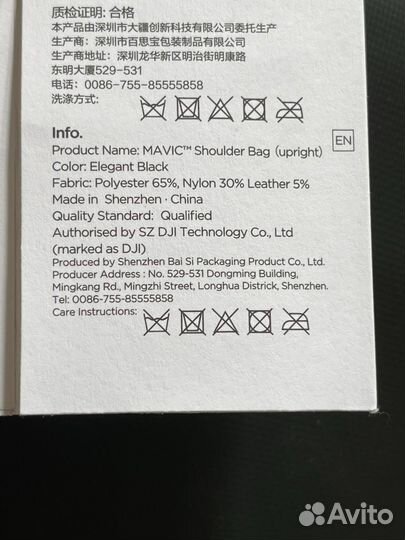 质检证明: 合格
本产品由深圳市大疆创新科技有限公司委托生产
生产商: 深圳市百思宝包装制品有限公司
生产商地址: 深圳龙华新区明治街明康路
东明大厦529-531
电话: 0086-755-85555858
洗涤方式:
Info.
EN
Product Name: MAVIC™ Shoulder Bag (upright)
Color: Elegant Black
Fabric: Polyester 65%, Nylon 30% Leather 5%
Made in Shenzhen · China
Quality Standard: Qualified
Authorised by SZ DJI Technology Co., Ltd
(marked as DJI)
Produced by Shenzhen Bai Si Packaging Product Co., Ltd.
Producer Address : No. 529-531 Dongming Building,
Mingkang Rd., Mingzhi Street, Longhua Districk, Shenzhen.
Tel: 0086-755-85555858
Care Instructions:
Avito